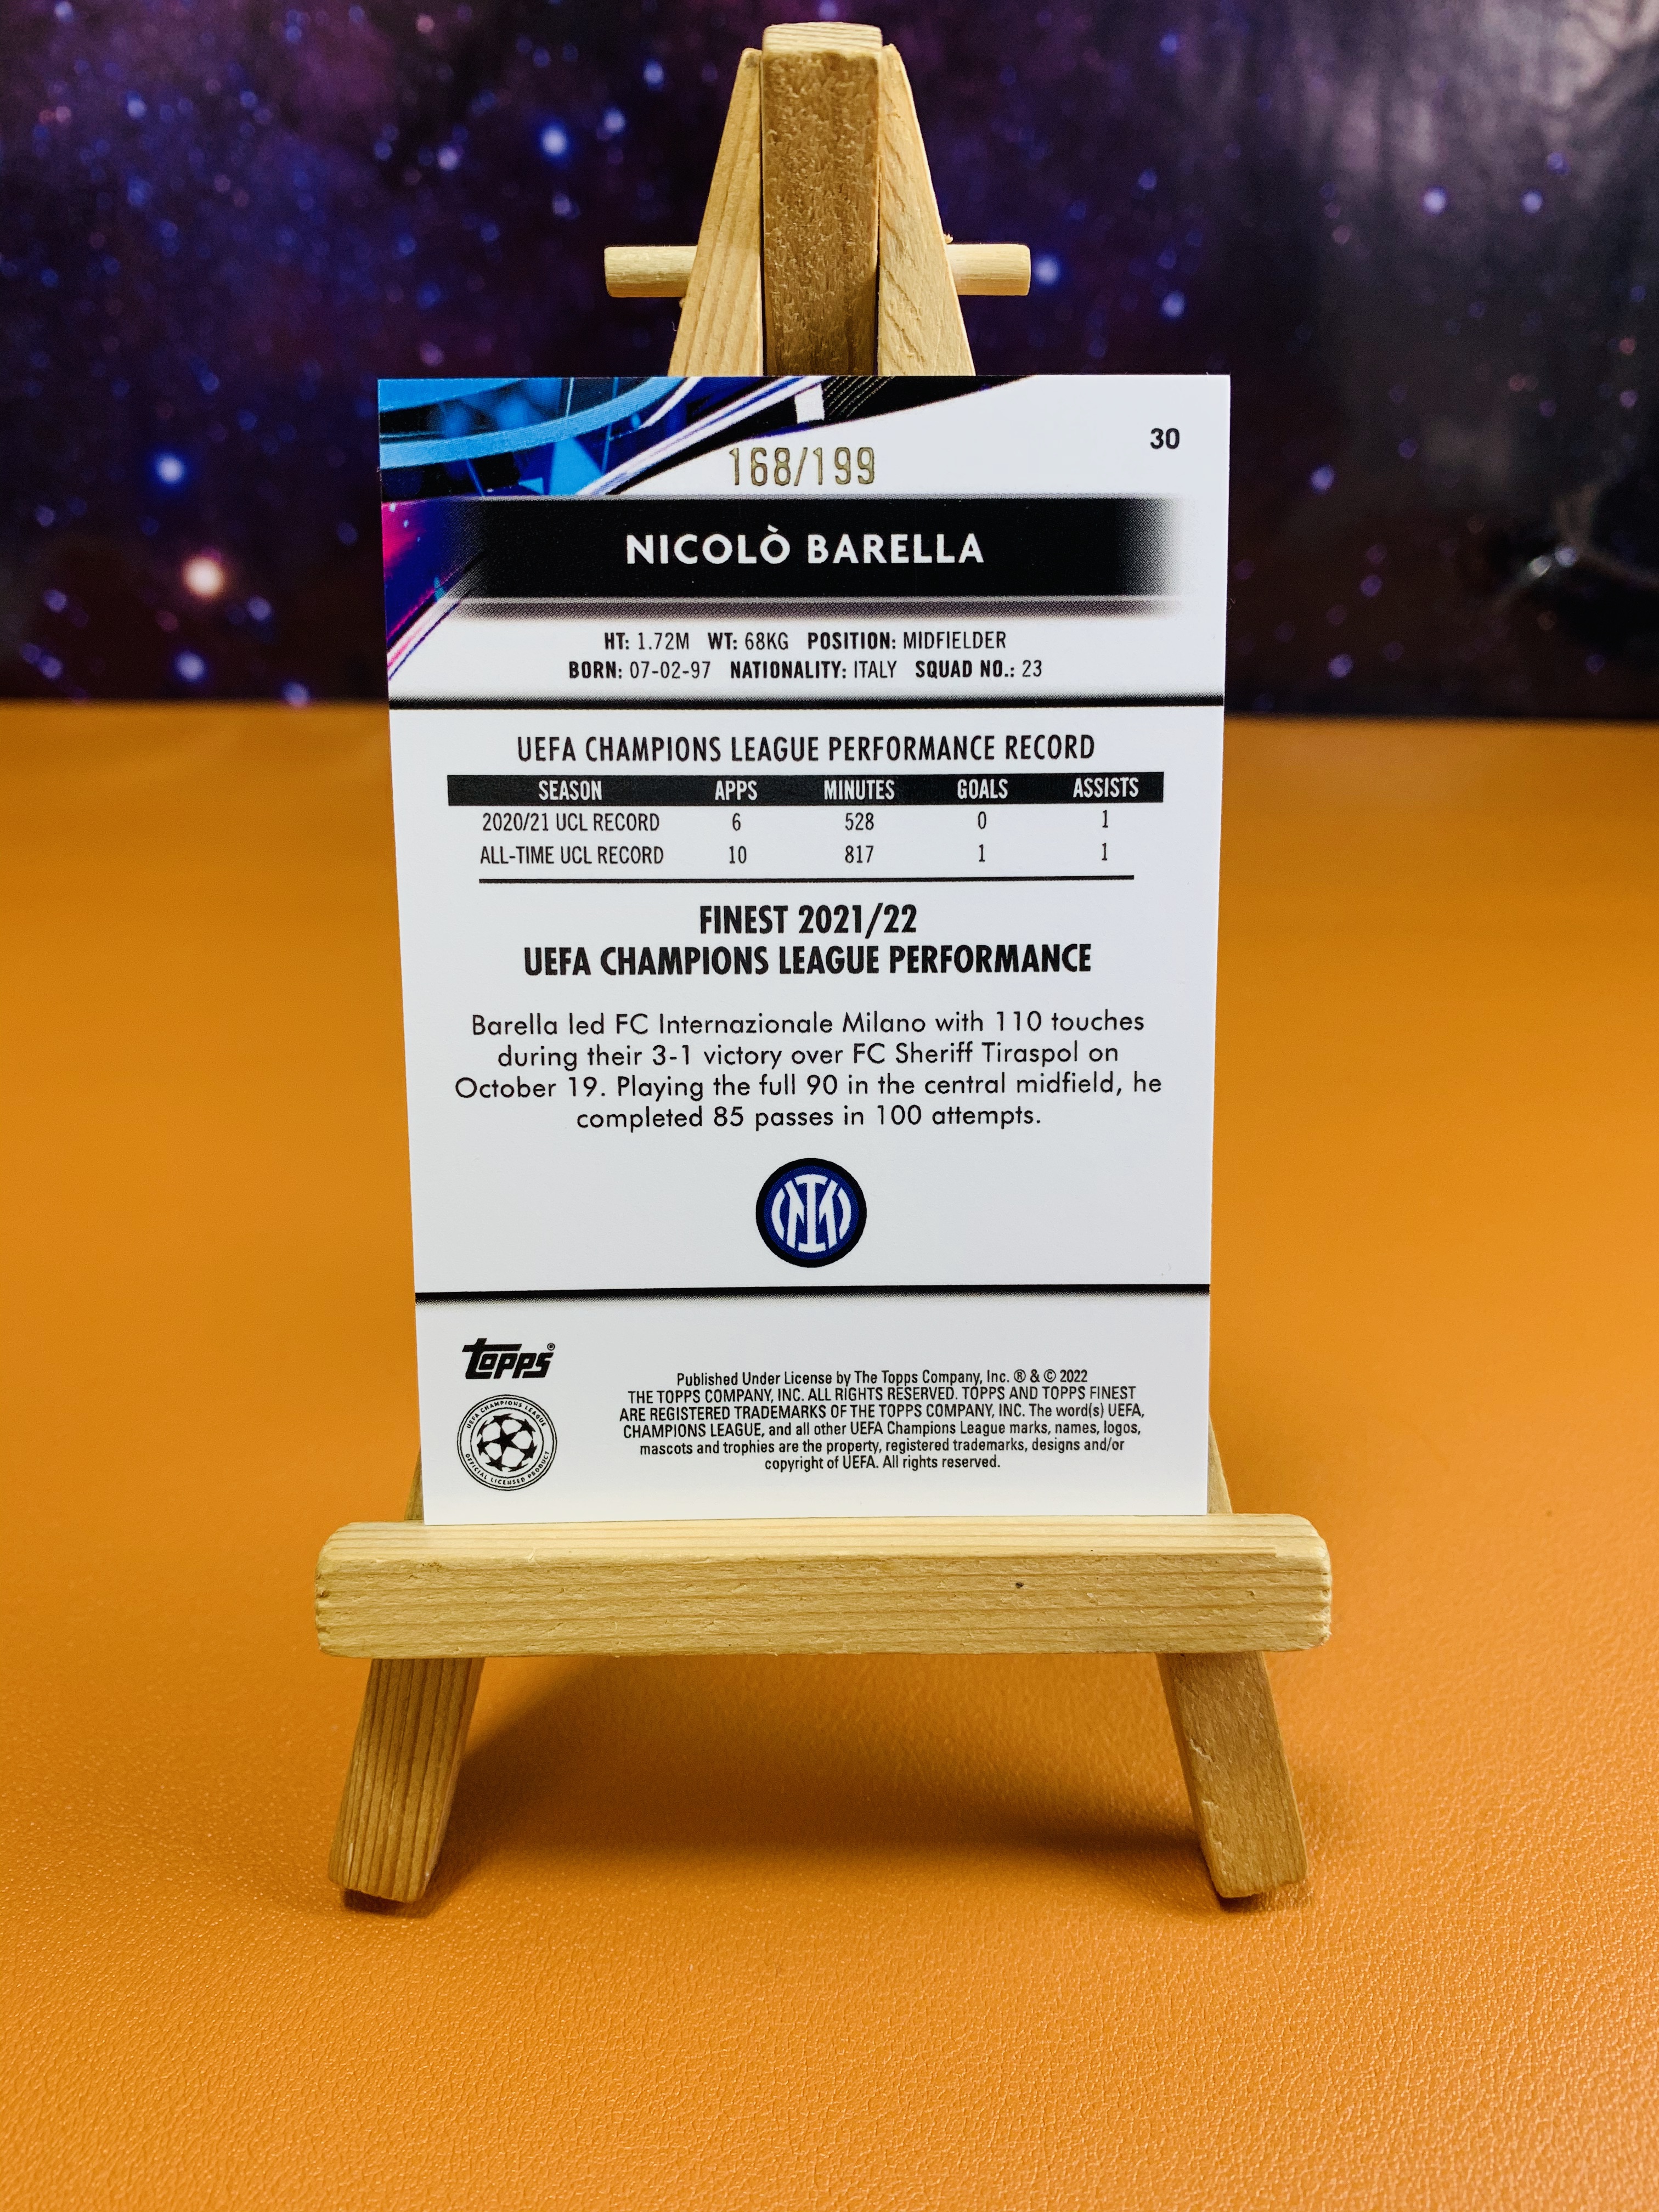 30
168/199
NICOLÒ BARELLA
HT: 1.72M WT: 68KG POSITION: MIDFIELDER
BORN: 07-02-97 NATIONALITY: ITALY SQUAD NO.: 23
UEFA CHAMPIONS LEAGUE PERFORMANCE RECORD
SEASON APPS MINUTES GOALS ASSISTS
2020/21 UCL RECORD 6 528 0 1
ALL-TIME UCL RECORD 10 817 1 1
FINEST 2021/22
UEFA CHAMPIONS LEAGUE PERFORMANCE
Barella led FC Internazionale Milano with 110 touches
during their 3-1 victory over FC Sheriff Tiraspol on
October 19. Playing the full 90 in the central midfield, he
completed 85 passes in 100 attempts.
IM
topps®
UEFA CHAMPIONS LEAGUE
OFFICIAL LICENSED PRODUCT
Published Under License by The Topps Company, Inc. ® & © 2022
THE TOPPS COMPANY, INC. ALL RIGHTS RESERVED. TOPPS AND TOPPS FINEST
ARE REGISTERED TRADEMARKS OF THE TOPPS COMPANY, INC. The word(s) UEFA,
CHAMPIONS LEAGUE, and all other UEFA Champions League marks, names, logos,
mascots and trophies are the property, registered trademarks, designs and/or
copyright of UEFA. All rights reserved.